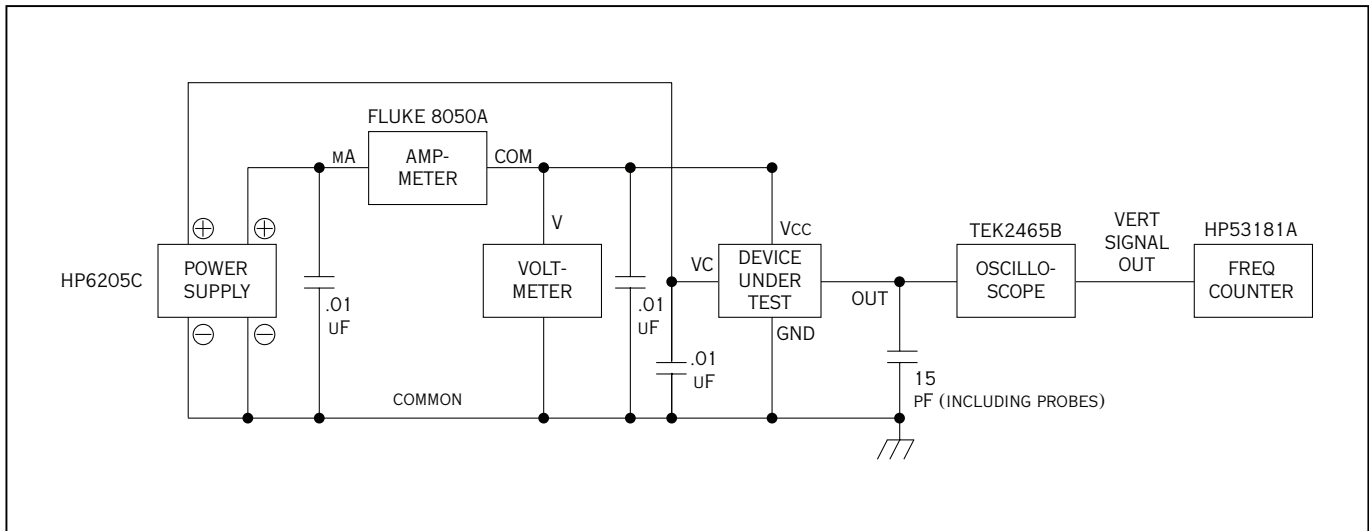 FLUKE 8050A
MA
AMP-
METER
COM
V
VCC
TEK2465B
VERT
SIGNAL
OUT
HP53181A
HP6205C
+
+
POWER
SUPPLY
−
−
.01
UF
VOLT-
METER
.01
UF
VC
DEVICE
UNDER
TEST
OUT
GND
OSCILLO-
SCOPE
FREQ
COUNTER
.01
UF
15
PF (INCLUDING PROBES)
COMMON